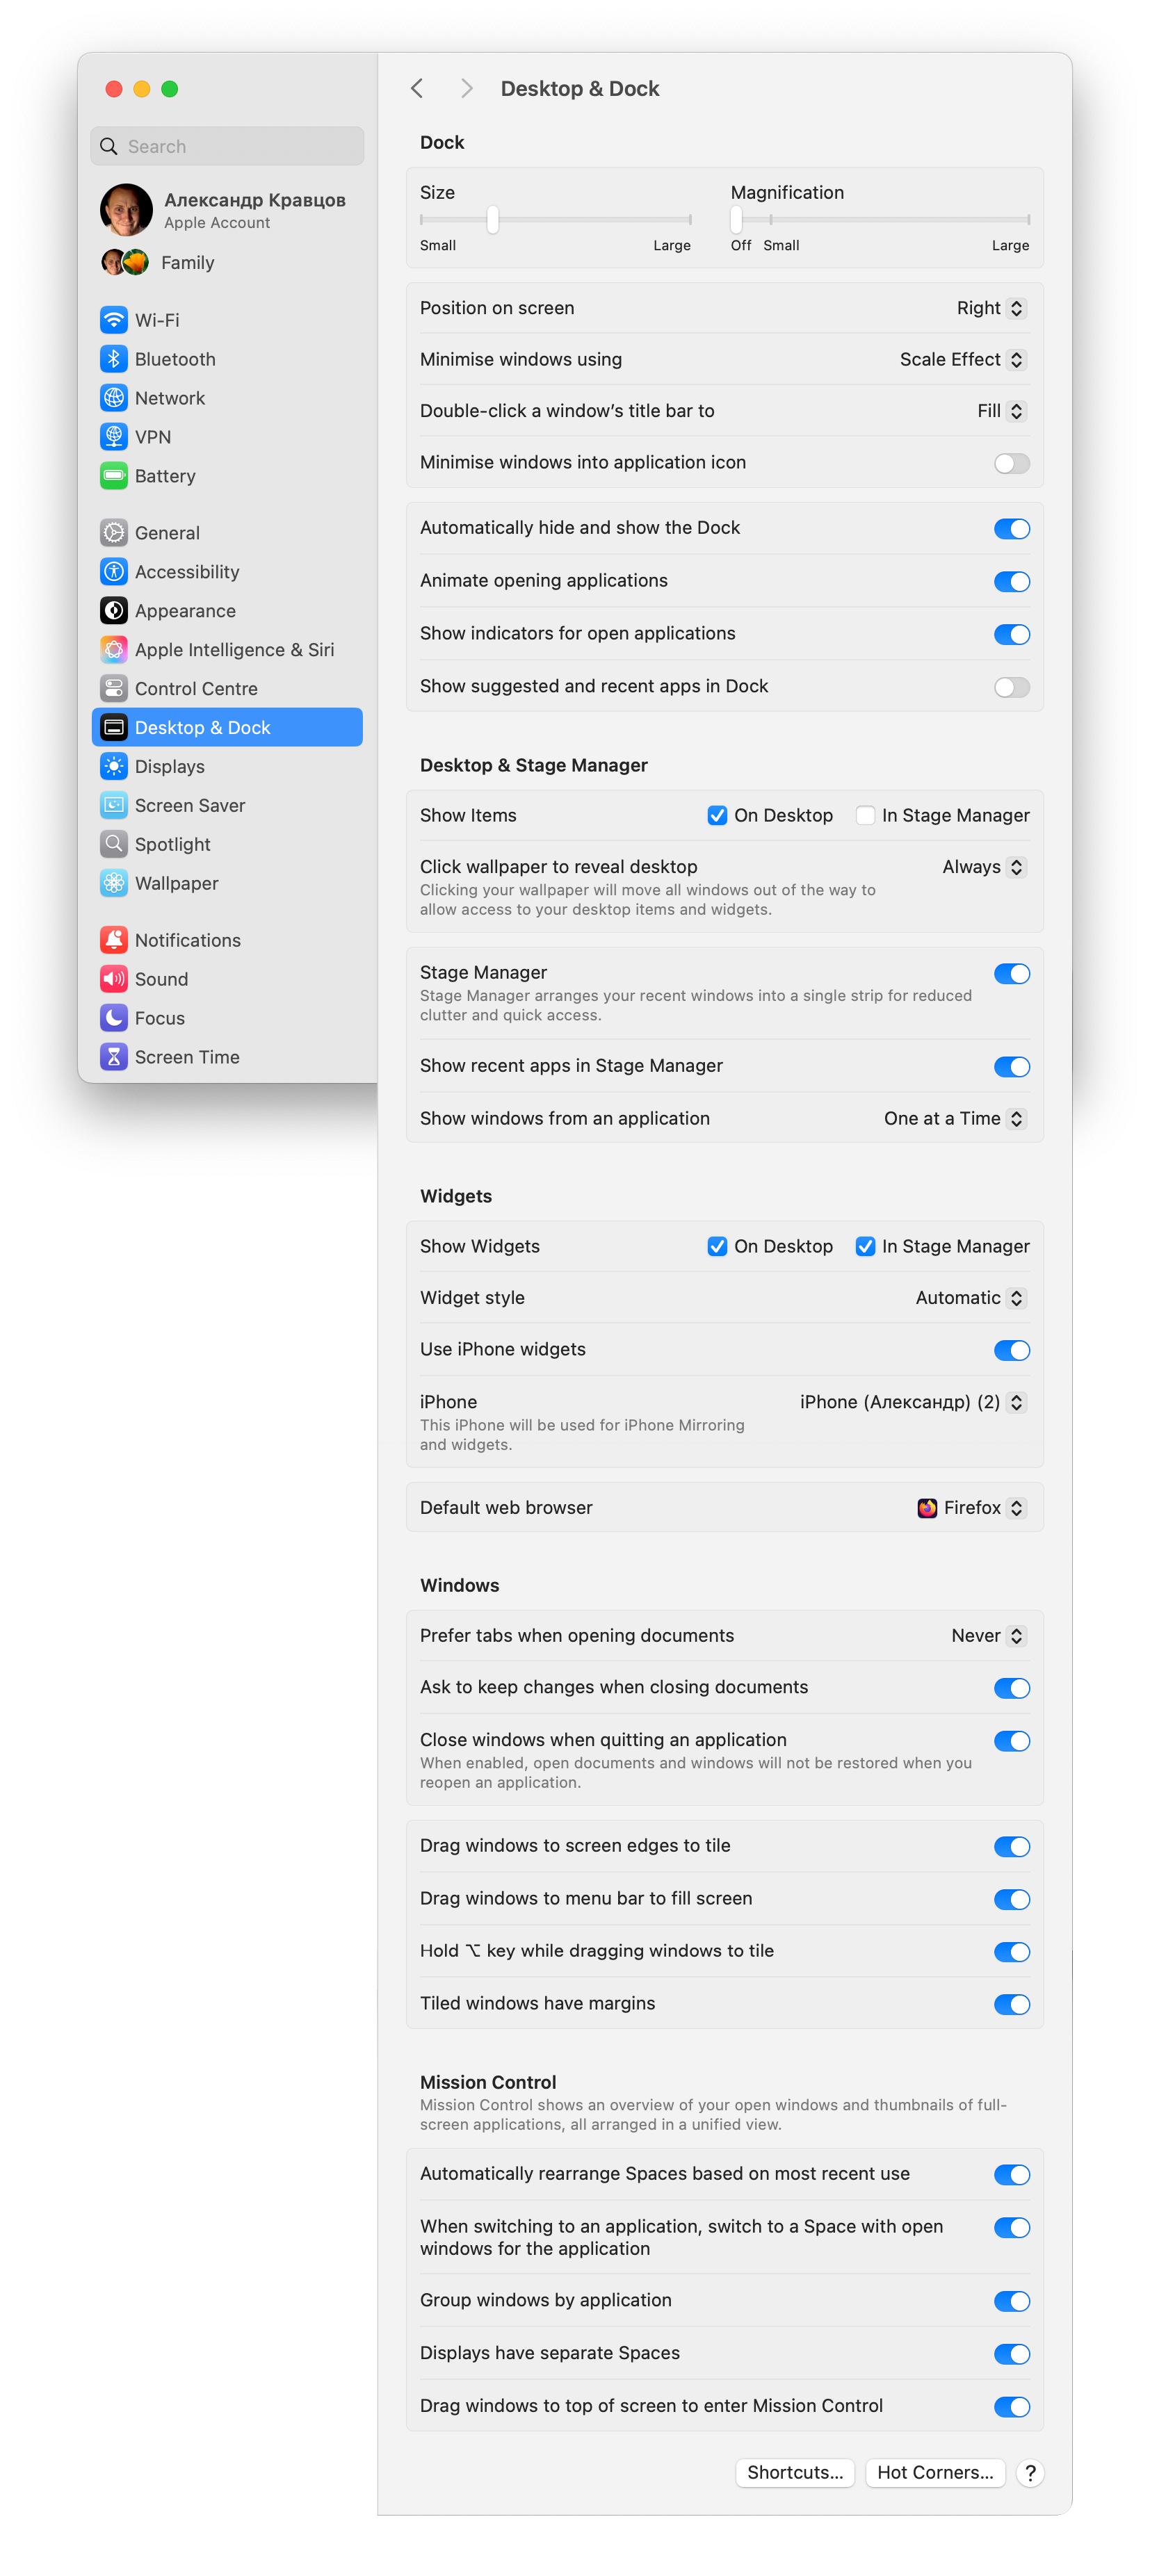 Desktop & Dock
Search
Александр Кравцов
Apple Account
Family
Wi-Fi
Bluetooth
Network
VPN
Battery
General
Accessibility
Appearance
Apple Intelligence & Siri
Control Centre
Desktop & Dock
Displays
Screen Saver
Spotlight
Wallpaper
Notifications
Sound
Focus
Screen Time
Dock
Size
Small Large
Magnification
Off Small Large
Position on screen Right
Minimise windows using Scale Effect
Double-click a window’s title bar to Fill
Minimise windows into application icon
Automatically hide and show the Dock
Animate opening applications
Show indicators for open applications
Show suggested and recent apps in Dock
Desktop & Stage Manager
Show Items On Desktop In Stage Manager
Click wallpaper to reveal desktop Always
Clicking your wallpaper will move all windows out of the way to
allow access to your desktop items and widgets.
Stage Manager
Stage Manager arranges your recent windows into a single strip for reduced
clutter and quick access.
Show recent apps in Stage Manager
Show windows from an application One at a Time
Widgets
Show Widgets On Desktop In Stage Manager
Widget style Automatic
Use iPhone widgets
iPhone iPhone (Александр) (2)
This iPhone will be used for iPhone Mirroring
and widgets.
Default web browser Firefox
Windows
Prefer tabs when opening documents Never
Ask to keep changes when closing documents
Close windows when quitting an application
When enabled, open documents and windows will not be restored when you
reopen an application.
Drag windows to screen edges to tile
Drag windows to menu bar to fill screen
Hold ⌥ key while dragging windows to tile
Tiled windows have margins
Mission Control
Mission Control shows an overview of your open windows and thumbnails of full-
screen applications, all arranged in a unified view.
Automatically rearrange Spaces based on most recent use
When switching to an application, switch to a Space with open
windows for the application
Group windows by application
Displays have separate Spaces
Drag windows to top of screen to enter Mission Control
Shortcuts... Hot Corners... ?